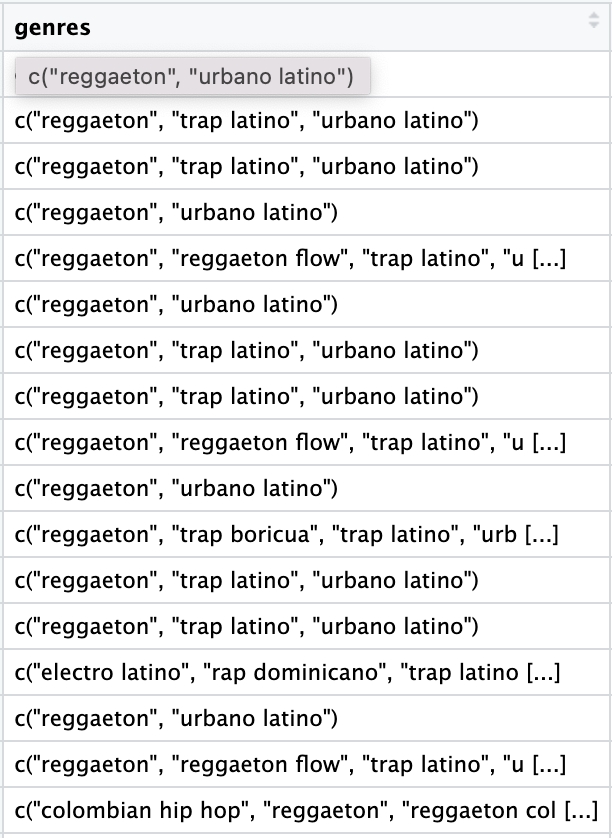 genres
c("reggaeton", "urbano latino")
c("reggaeton", "trap latino", "urbano latino")
c("reggaeton", "trap latino", "urbano latino")
c("reggaeton", "urbano latino")
c("reggaeton", "reggaeton flow", "trap latino", "u [...]
c("reggaeton", "urbano latino")
c("reggaeton", "trap latino", "urbano latino")
c("reggaeton", "trap latino", "urbano latino")
c("reggaeton", "reggaeton flow", "trap latino", "u [...]
c("reggaeton", "urbano latino")
c("reggaeton", "trap boricua", "trap latino", "urb [...]
c("reggaeton", "trap latino", "urbano latino")
c("reggaeton", "trap latino", "urbano latino")
c("electro latino", "rap dominicano", "trap latino [...]
c("reggaeton", "urbano latino")
c("reggaeton", "reggaeton flow", "trap latino", "u [...]
c("colombian hip hop", "reggaeton", "reggaeton col [...]